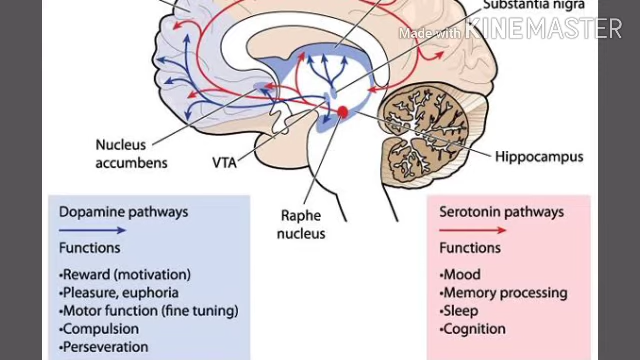 Substantia nigra
Made with KINEMASTER
Nucleus
accumbens
VTA
Hippocampus
Raphe
nucleus
Dopamine pathways
Functions
•Reward (motivation)
•Pleasure, euphoria
•Motor function (fine tuning)
•Compulsion
•Perseveration
Serotonin pathways
Functions
•Mood
•Memory processing
•Sleep
•Cognition